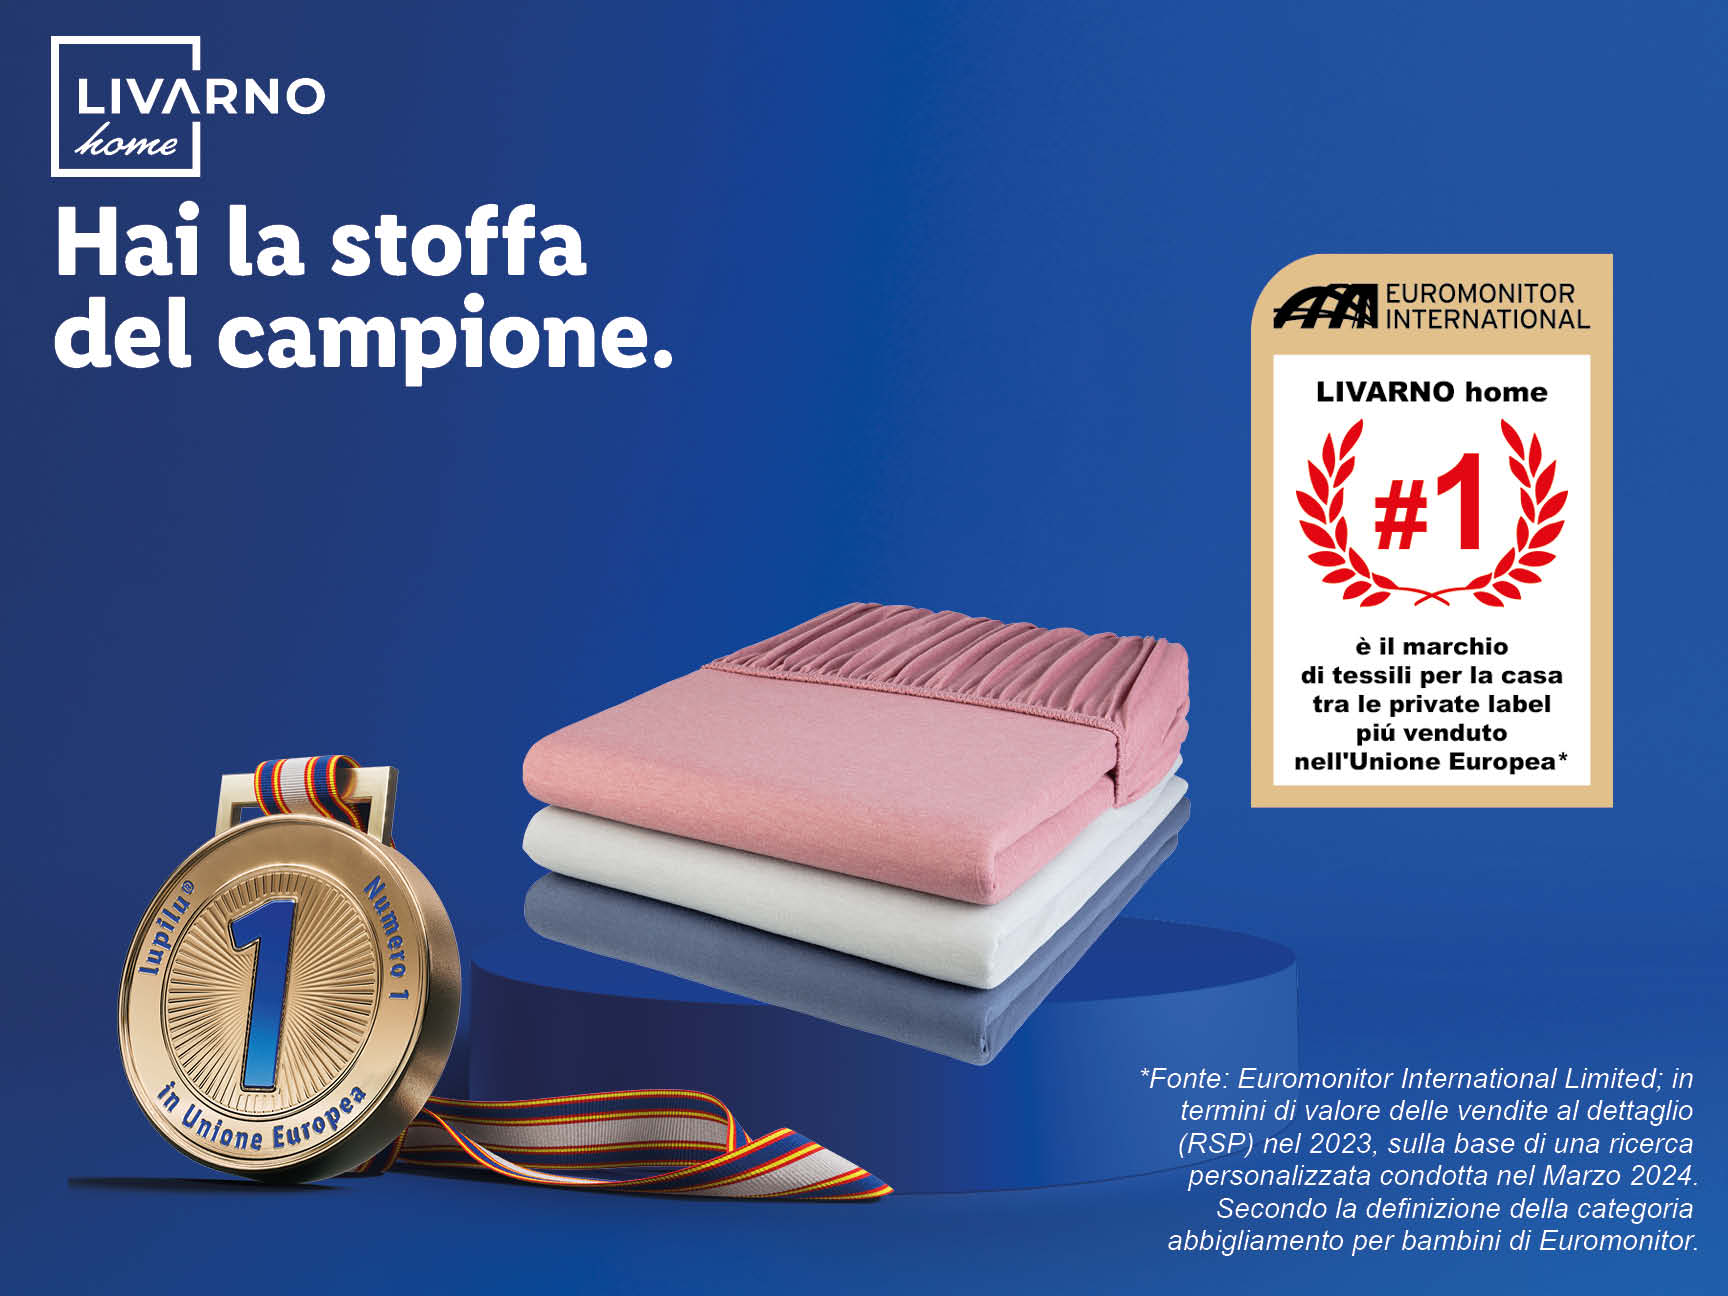 LIVARNO
home
Hai la stoffa
del campione.
EUROMONITOR
INTERNATIONAL
LIVARNO home
#1
è il marchio
di tessili per la casa
tra le private label
piú venduto
nell'Unione Europea*
lupilu® Numero 1
1
in Unione Europea
*Fonte: Euromonitor International Limited; in
termini di valore delle vendite al dettaglio
(RSP) nel 2023, sulla base di una ricerca
personalizzata condotta nel Marzo 2024.
Secondo la definizione della categoria
abbigliamento per bambini di Euromonitor.